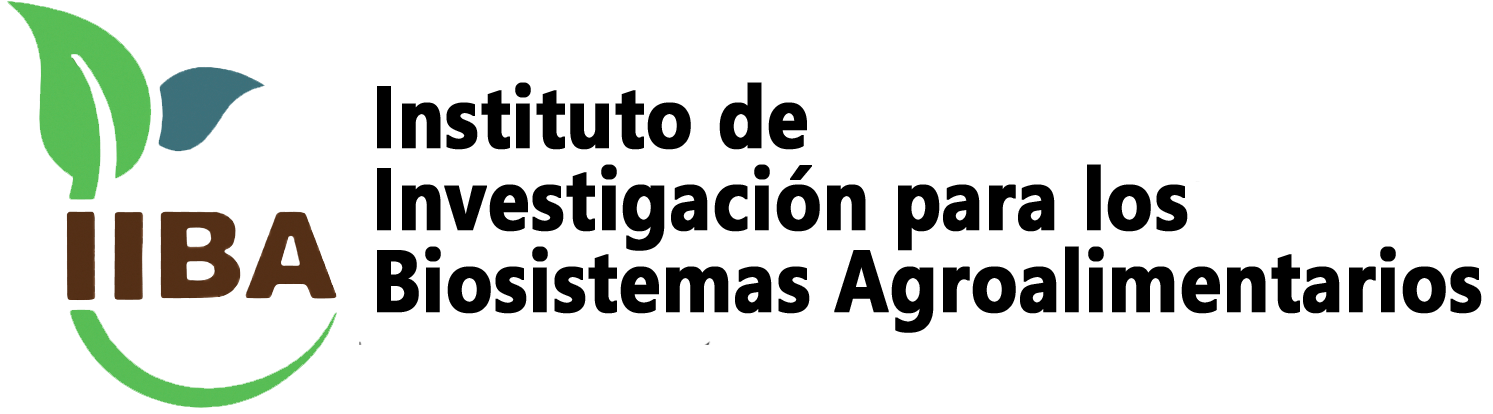 IIBA
Instituto de
Investigación para los
Biosistemas Agroalimentarios